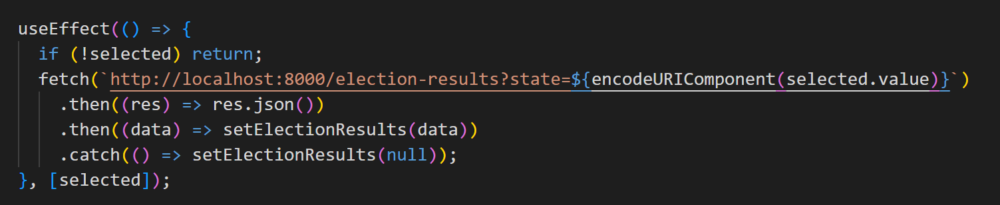 useEffect(() => {
  if (!selected) return;
  fetch(`http://localhost:8000/election-results?state=${encodeURIComponent(selected.value)}`)
    .then((res) => res.json())
    .then((data) => setElectionResults(data))
    .catch(() => setElectionResults(null));
}, [selected]);